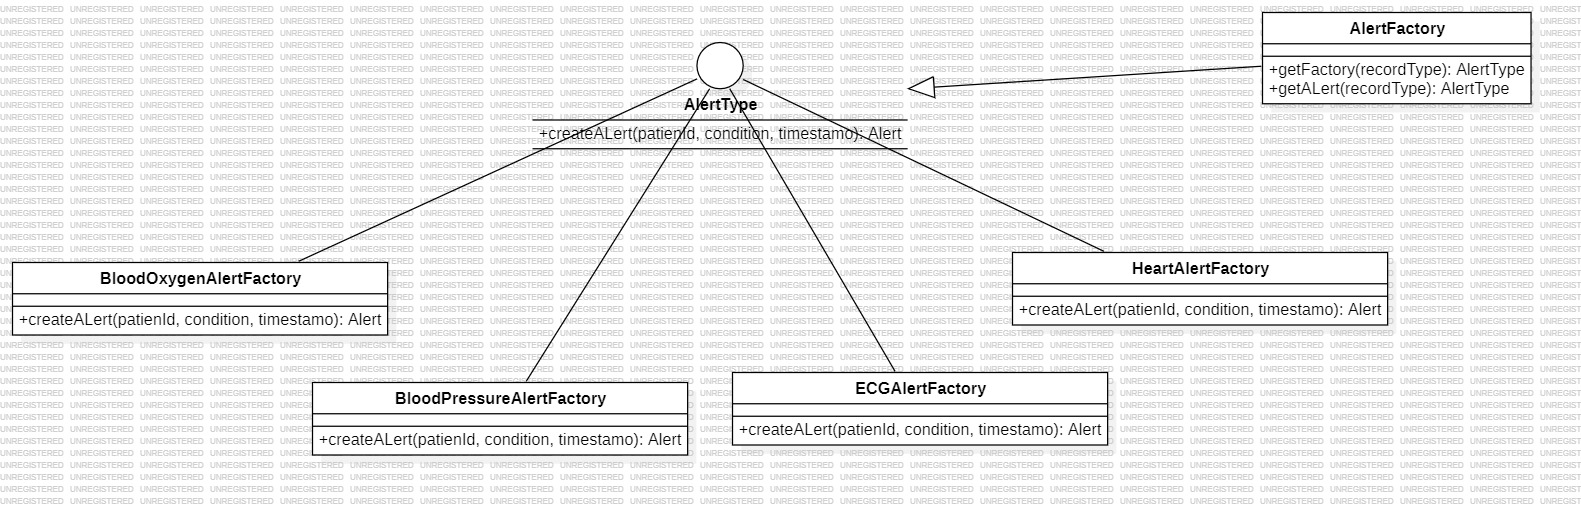 AlertFactory
+getFactory(recordType): AlertType
+getALert(recordType): AlertType
AlertType
+createALert(patienId, condition, timestamo): Alert
BloodOxygenAlertFactory
+createALert(patienId, condition, timestamo): Alert
HeartAlertFactory
+createALert(patienId, condition, timestamo): Alert
BloodPressureAlertFactory
+createALert(patienId, condition, timestamo): Alert
ECGAlertFactory
+createALert(patienId, condition, timestamo): Alert
UNREGISTERED